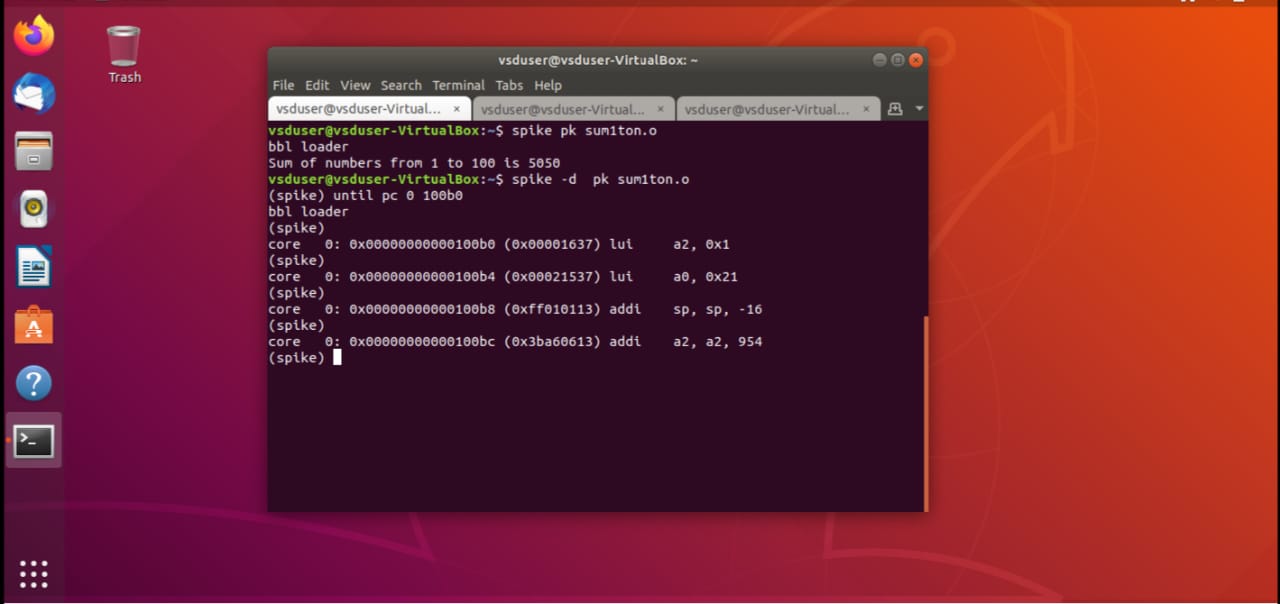 Trash
vsduser@vsduser-VirtualBox: ~
File Edit View Search Terminal Tabs Help
vsduser@vsduser-Virtual... × vsduser@vsduser-Virtual... × vsduser@vsduser-Virtual... ×
vsduser@vsduser-VirtualBox:~$ spike pk sum1ton.o
bbl loader
Sum of numbers from 1 to 100 is 5050
vsduser@vsduser-VirtualBox:~$ spike -d  pk sum1ton.o
(spike) until pc 0 100b0
bbl loader
(spike)
core   0: 0x00000000000100b0 (0x00001637) lui     a2, 0x1
(spike)
core   0: 0x00000000000100b4 (0x00021537) lui     a0, 0x21
(spike)
core   0: 0x00000000000100b8 (0xff010113) addi    sp, sp, -16
(spike)
core   0: 0x00000000000100bc (0x3ba60613) addi    a2, a2, 954
(spike)